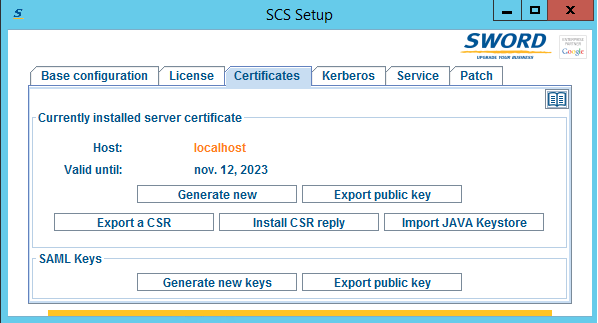 S
SCS Setup
SWORD
UPGRADE YOUR BUSINESS
ENTERPRISE
PARTNER
Google
Base configuration License Certificates Kerberos Service Patch
Currently installed server certificate
Host: localhost
Valid until: nov. 12, 2023
Generate new Export public key
Export a CSR Install CSR reply Import JAVA Keystore
SAML Keys
Generate new keys Export public key